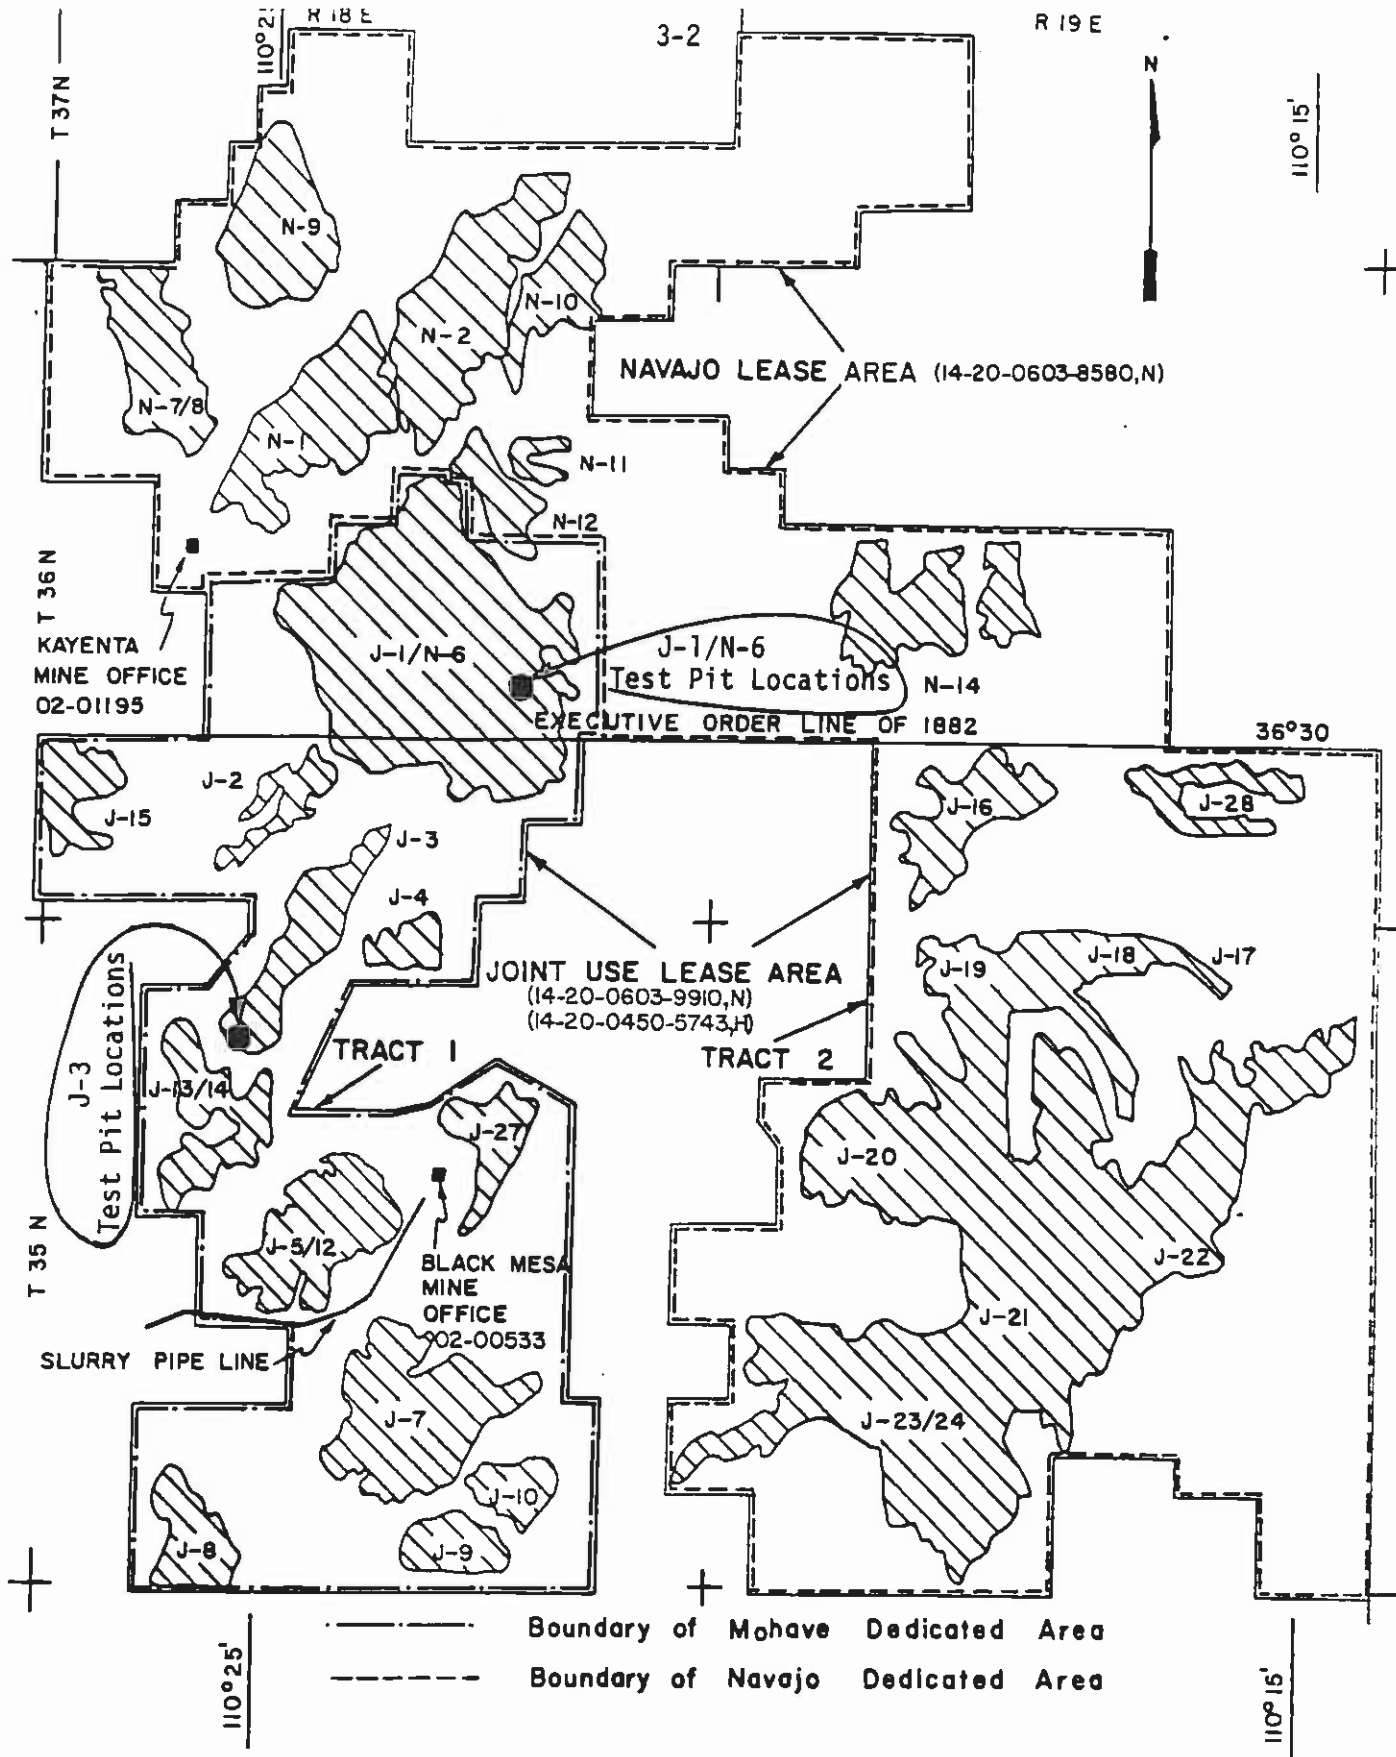 R 18 E
3-2
R 19 E
110°2
T 37N
N
110° 15'
N-9
N-10
N-2
NAVAJO LEASE AREA (14-20-0603-8580,N)
N-7/8
N-1
N-11
N-12
T 36 N
KAYENTA
MINE OFFICE
02-01195
J-1/N-6
J-1/N-6
Test Pit Locations
N-14
EXECUTIVE ORDER LINE OF 1882
36°30
J-2
J-15
J-16
J-28
J-3
J-4
J-19
J-18
J-17
JOINT USE LEASE AREA
(14-20-0603-9910,N)
(14-20-0450-5743,H)
J-3
Test Pit Locations
TRACT 1
TRACT 2
J-13/14
J-27
J-20
T 35 N
J-5/12
BLACK MESA
MINE
OFFICE
02-00533
J-22
J-21
SLURRY PIPE LINE
J-7
J-23/24
J-10
J-8
J-9
Boundary of Mohave Dedicated Area
Boundary of Navajo Dedicated Area
110°25'
110°15'